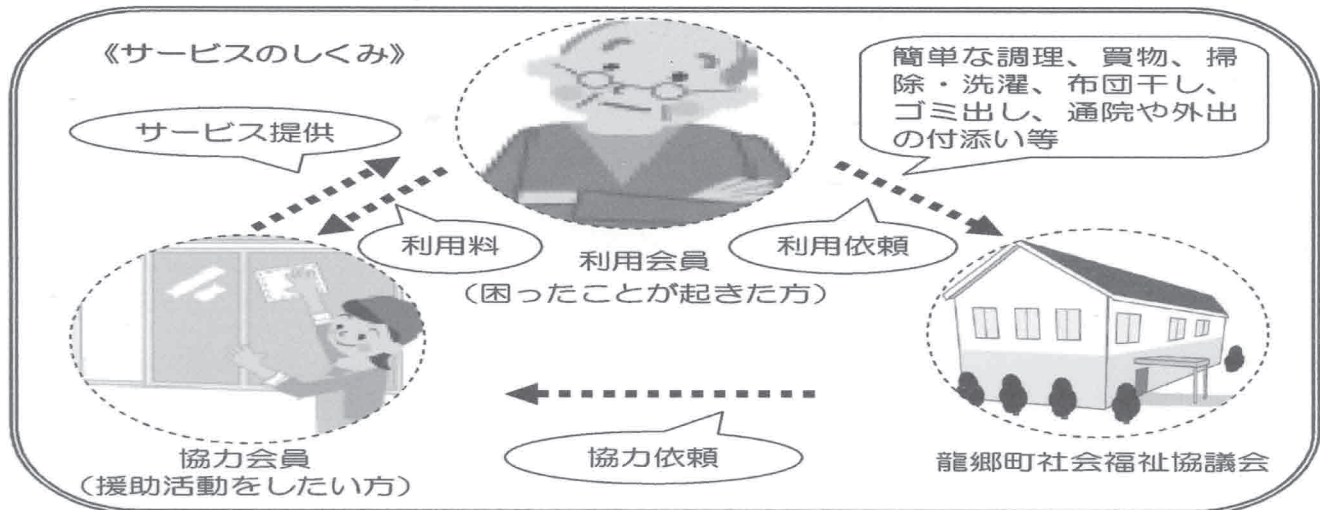 《サービスのしくみ》
簡単な調理、買物、掃
除・洗濯、布団干し、
ゴミ出し、通院や外出
の付添い等
サービス提供
利用料
利用依頼
利用会員
（困ったことが起きた方）
協力会員
（援助活動をしたい方）
協力依頼
龍郷町社会福祉協議会